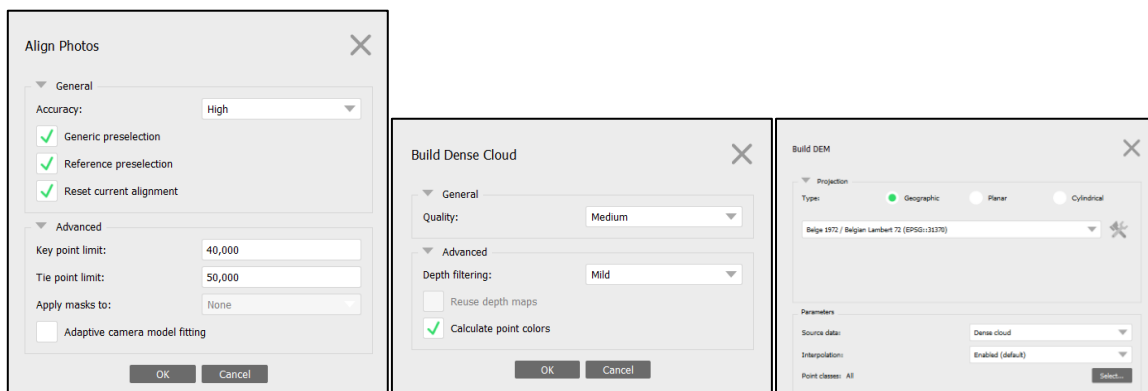 Align Photos
General
Accuracy: High
Generic preselection
Reference preselection
Reset current alignment
Advanced
Key point limit: 40,000
Tie point limit: 50,000
Apply masks to: None
Adaptive camera model fitting
OK Cancel
Build Dense Cloud
General
Quality: Medium
Advanced
Depth filtering: Mild
Reuse depth maps
Calculate point colors
OK Cancel
Build DEM
Projection
Type: Geographic Planar Cylindrical
Belge 1972 / Belgian Lambert 72 (EPSG::31370)
Parameters
Source data: Dense cloud
Interpolation: Enabled (default)
Point classes: All Select...